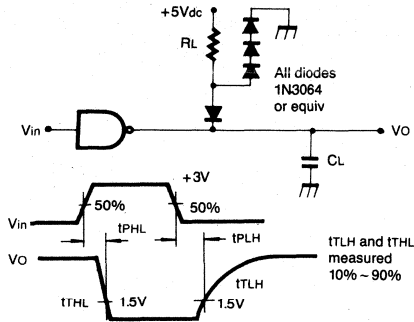 +5Vdc
RL
All diodes
1N3064
or equiv
Vin
VO
CL
+3V
50%
50%
Vin
tPHL
tPLH
VO
tTLH and tTHL
measured
10% ~ 90%
tTLH
tTHL
1.5V
1.5V